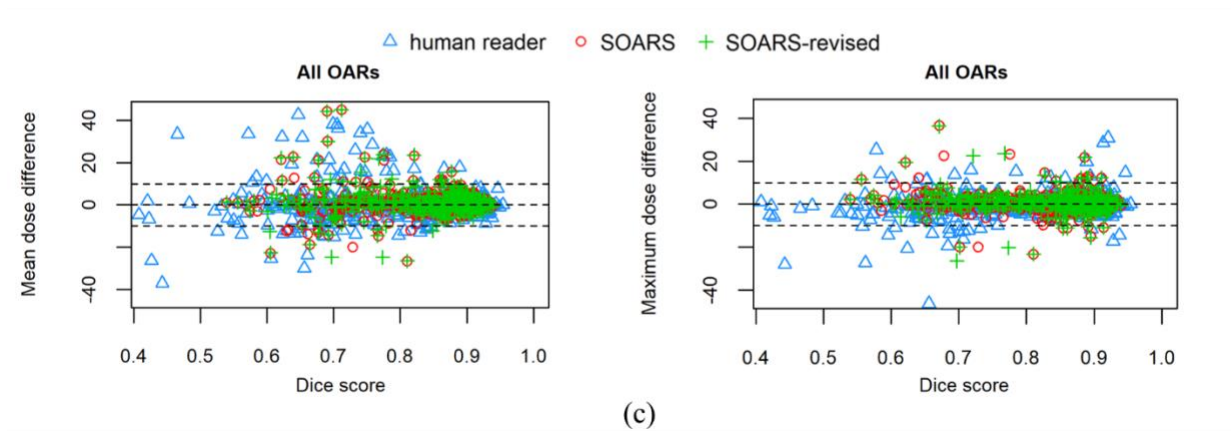 human reader SOARS SOARS-revised
All OARs
Mean dose difference
40
20
0
-40
0.4 0.5 0.6 0.7 0.8 0.9 1.0
Dice score
All OARs
Maximum dose difference
40
20
0
-40
0.4 0.5 0.6 0.7 0.8 0.9 1.0
Dice score
(c)